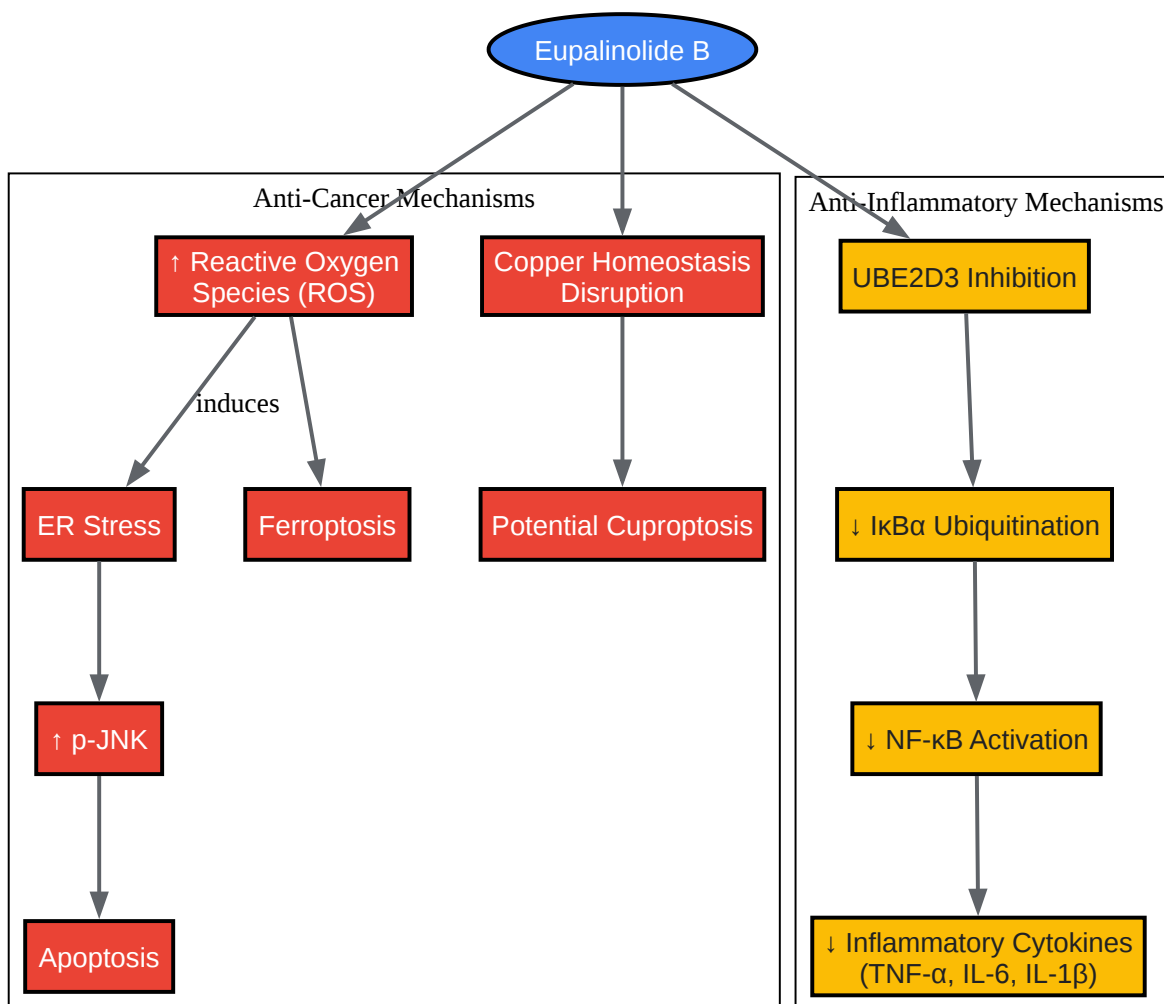 Eupalinolide B
Anti-Cancer Mechanisms
Anti-Inflammatory Mechanisms
↑ Reactive Oxygen
Species (ROS)
Copper Homeostasis
Disruption
UBE2D3 Inhibition
induces
ER Stress
Ferroptosis
Potential Cuproptosis
↓ IκBα Ubiquitination
↑ p-JNK
↓ NF-κB Activation
Apoptosis
↓ Inflammatory Cytokines
(TNF-α, IL-6, IL-1β)